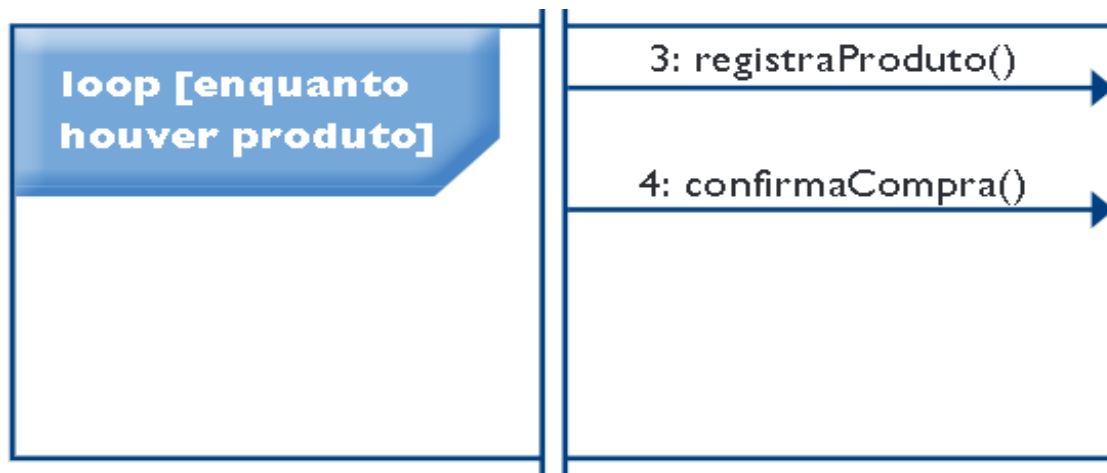 loop [enquanto
houver produto]
3: registraProduto()
4: confirmaCompra()